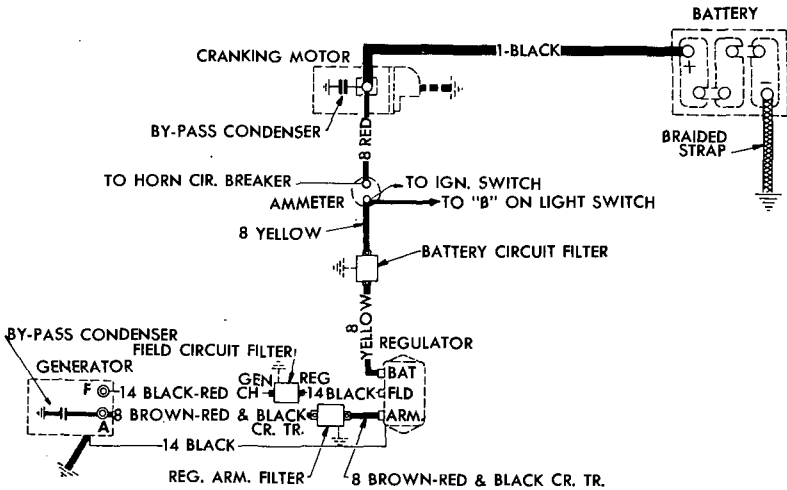 BATTERY
CRANKING MOTOR
1-BLACK
+
−
BY-PASS CONDENSER
8 RED
BRAIDED
STRAP
TO HORN CIR. BREAKER
TO IGN. SWITCH
AMMETER
TO "B" ON LIGHT SWITCH
8 YELLOW
BATTERY CIRCUIT FILTER
8
YELLOW
BY-PASS CONDENSER
FIELD CIRCUIT FILTER
REGULATOR
GENERATOR
GEN
REG
BAT
F
14 BLACK-RED CH
14 BLACK
FLD
A
8 BROWN-RED & BLACK
CR. TR.
ARM.
14 BLACK
REG. ARM. FILTER
8 BROWN-RED & BLACK CR. TR.